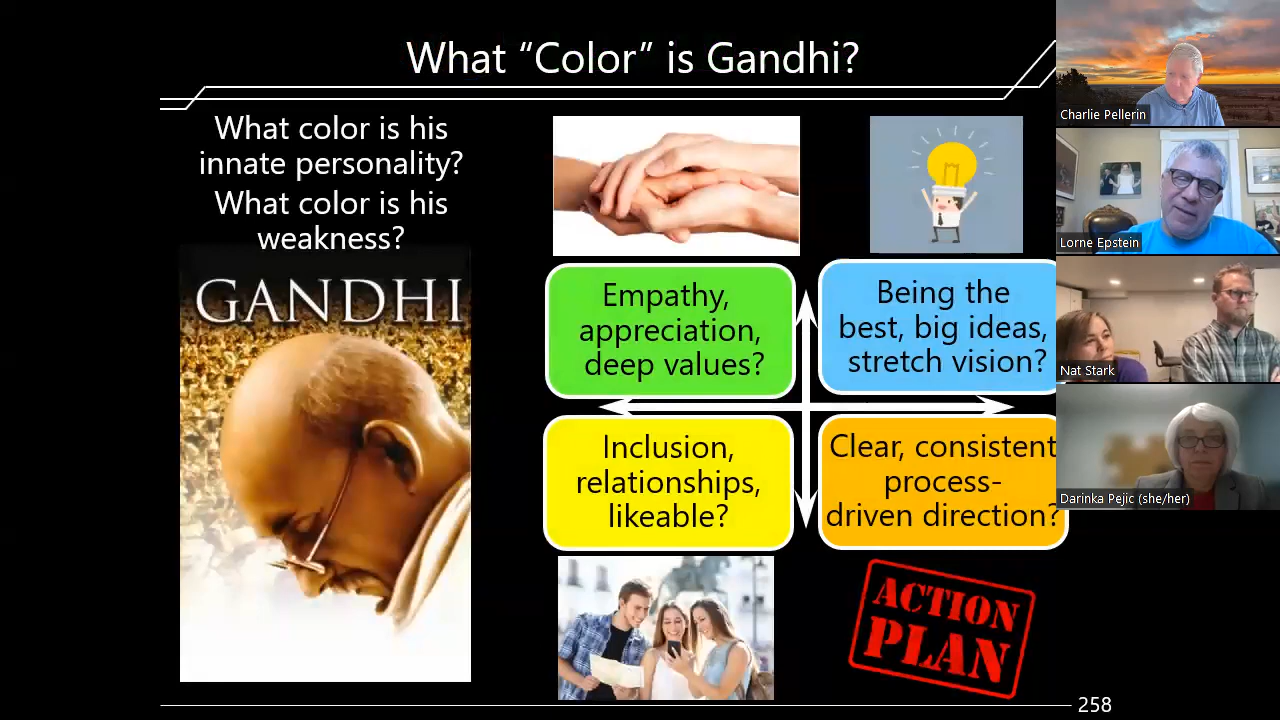 What “Color” is Gandhi?
What color is his
innate personality?
What color is his
weakness?
GANDHI
Empathy,
appreciation,
deep values?
Being the
best, big ideas,
stretch vision?
Inclusion,
relationships,
likeable?
Clear, consistent
process-
driven direction?
ACTION
PLAN
258
Charlie Pellerin
Lorne Epstein
Nat Stark
Darinka Pejic (she/her)